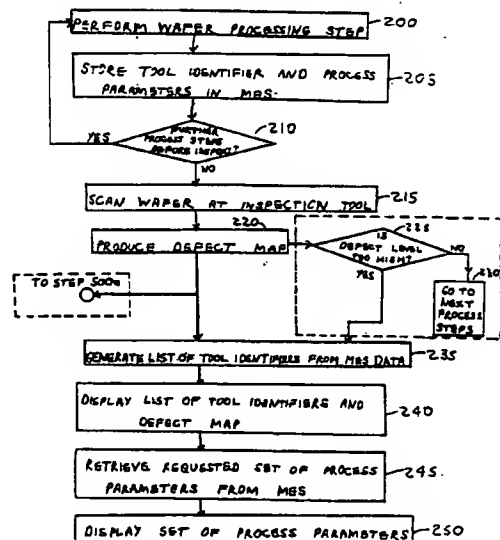 PERFORM WAFER PROCESSING STEP
200
STORE TOOL IDENTIFIER AND PROCESS
PARAMETERS IN MES.
205
FURTHER
PROCESS STEPS
BEFORE INSPECT?
210
YES
NO
SCAN WAFER AT INSPECTION TOOL
215
220
PRODUCE DEFECT MAP
IS
DEFECT LEVEL
TOO HIGH?
225
NO
YES
230
GO TO
NEXT
PROCESS
STEPS
TO STEP 500a
GENERATE LIST OF TOOL IDENTIFIERS FROM MES DATA
235
DISPLAY LIST OF TOOL IDENTIFIERS AND
DEFECT MAP
240
RETRIEVE REQUESTED SET OF PROCESS
PARAMETERS FROM MES
245
DISPLAY SET OF PROCESS PARAMETERS
250